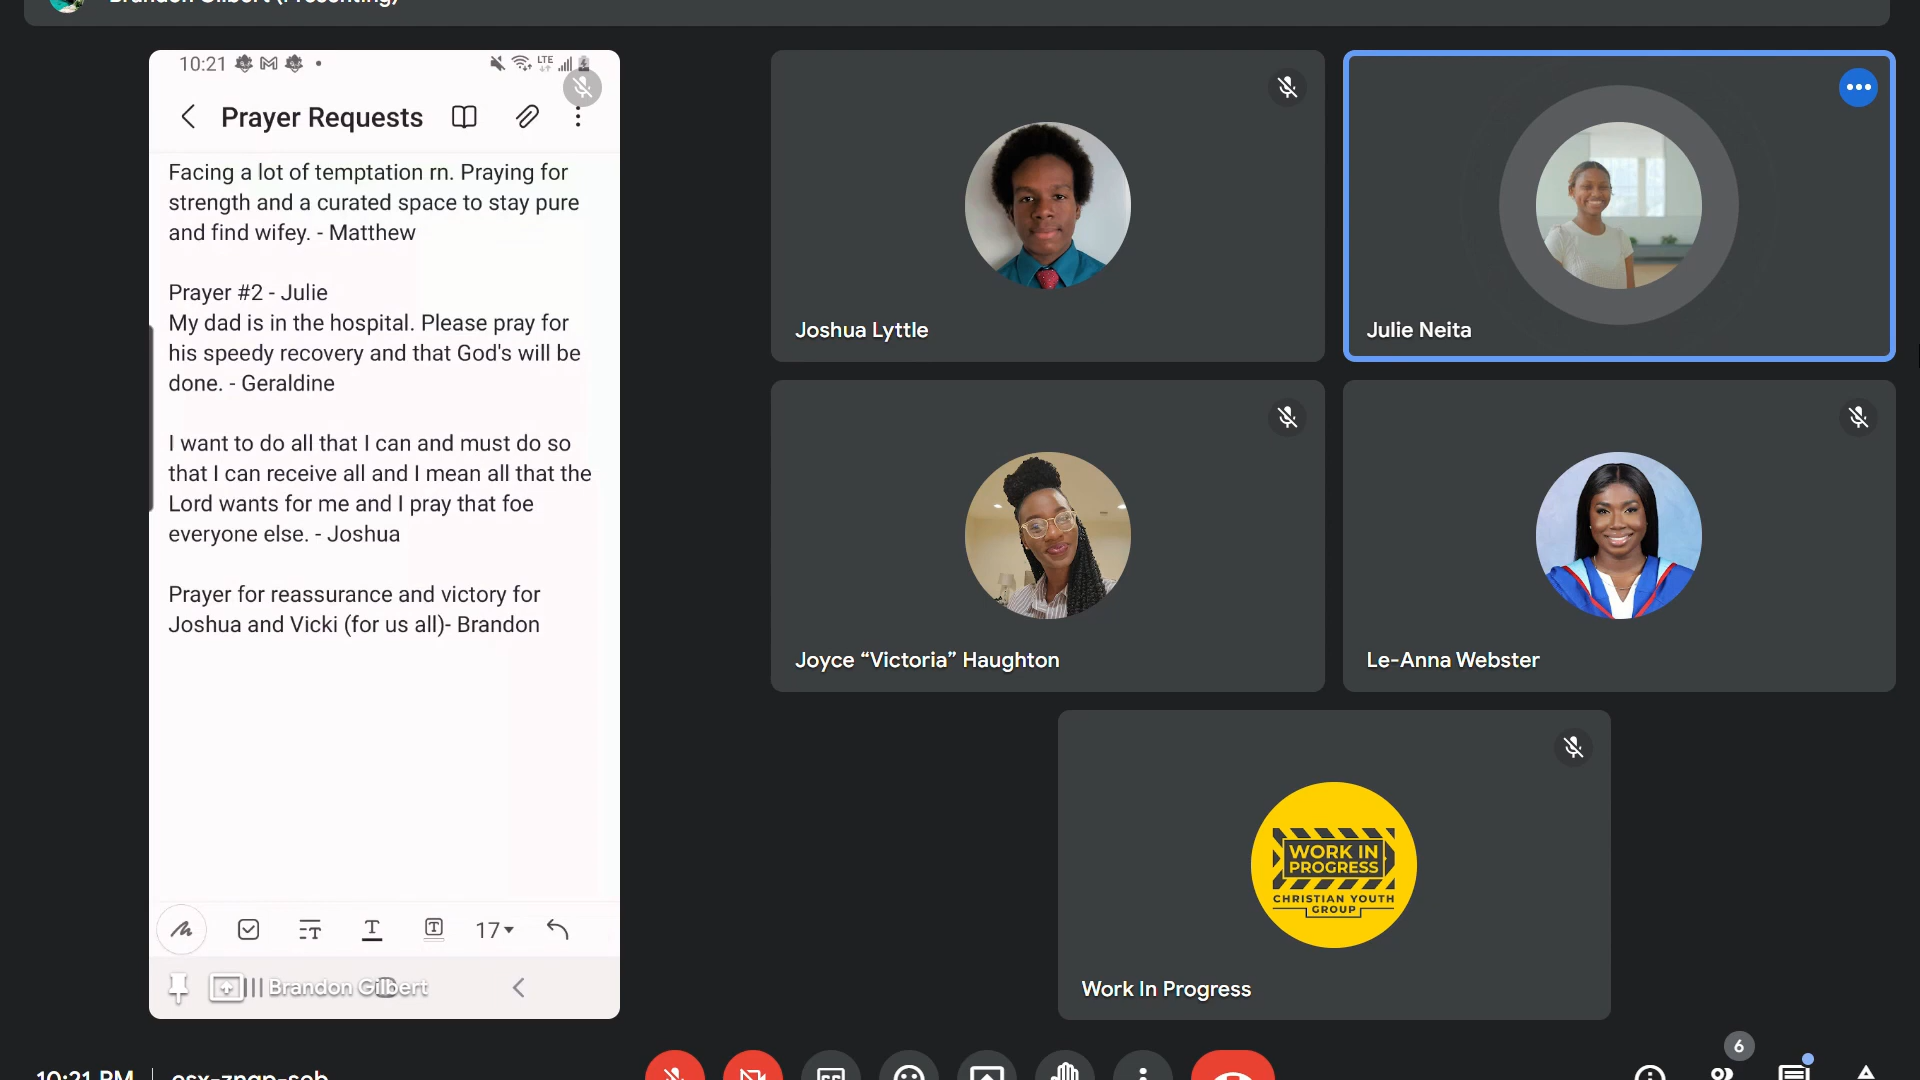 Brandon Gilbert (Presenting)
10:21
LTE
Prayer Requests
Facing a lot of temptation rn. Praying for
strength and a curated space to stay pure
and find wifey. - Matthew
Prayer #2 - Julie
My dad is in the hospital. Please pray for
his speedy recovery and that God's will be
done. - Geraldine
I want to do all that I can and must do so
that I can receive all and I mean all that the
Lord wants for me and I pray that foe
everyone else. - Joshua
Prayer for reassurance and victory for
Joshua and Vicki (for us all)- Brandon
17
Brandon Gilbert
Joshua Lyttle
Julie Neita
Joyce “Victoria” Haughton
Le-Anna Webster
WORK IN
PROGRESS
CHRISTIAN YOUTH
GROUP
Work In Progress
6
10:21 PM